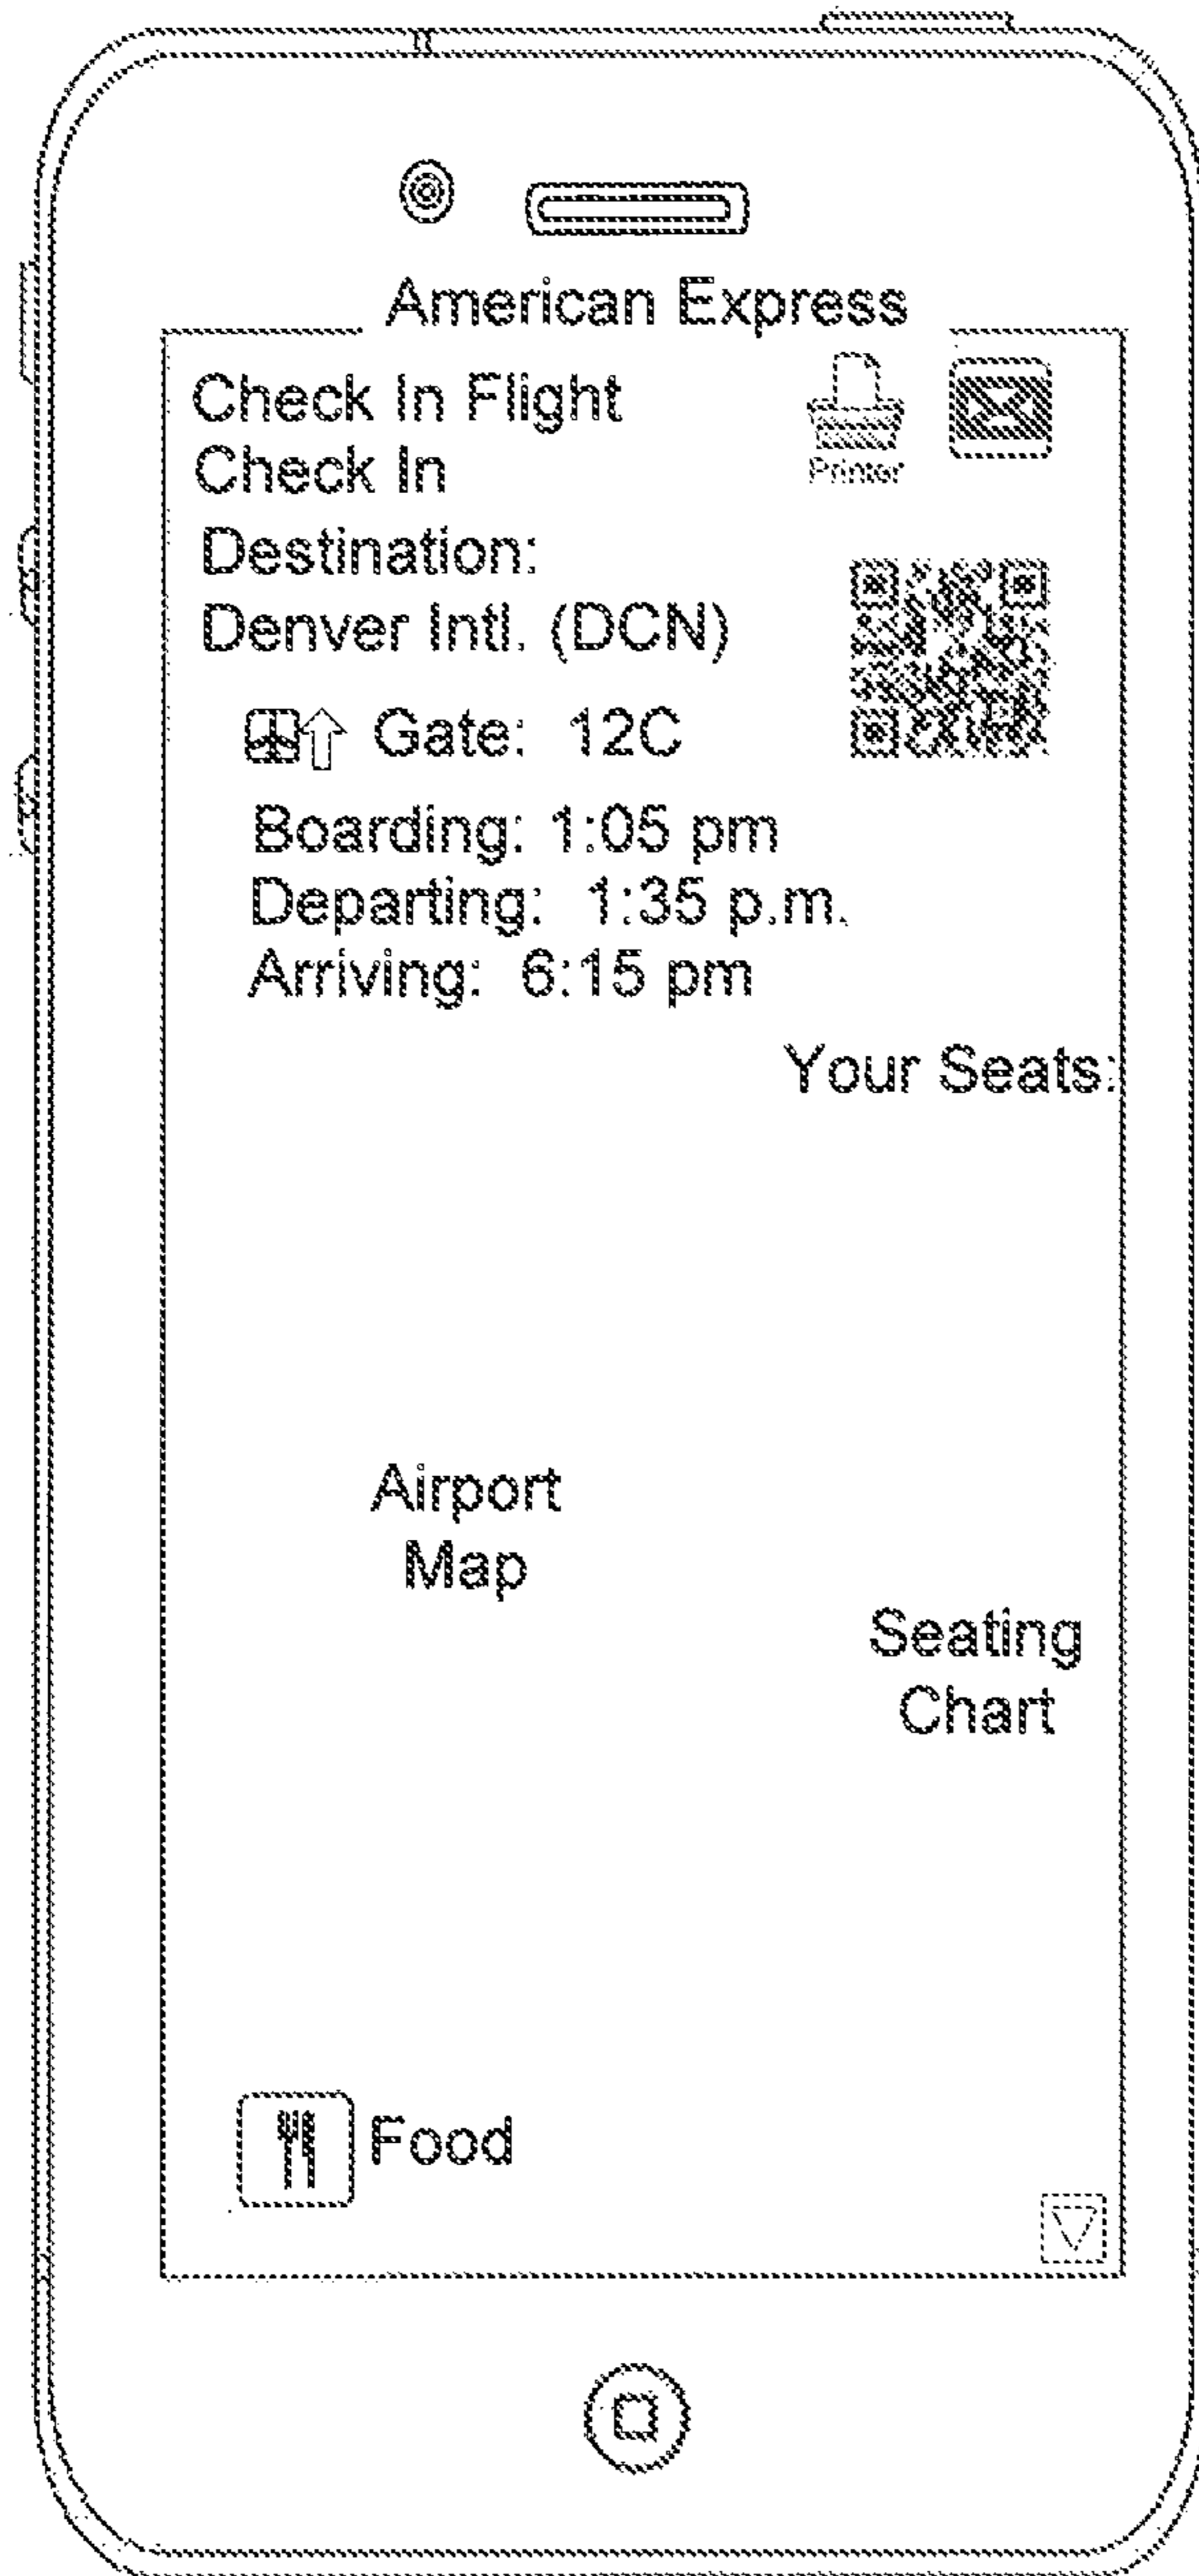 American Express
Check In Flight
Check In
Printer
Destination:
Denver Intl. (DCN)
Gate: 12C
Boarding: 1:05 pm
Departing: 1:35 p.m.
Arriving: 6:15 pm
Your Seats:
Airport
Map
Seating
Chart
Food